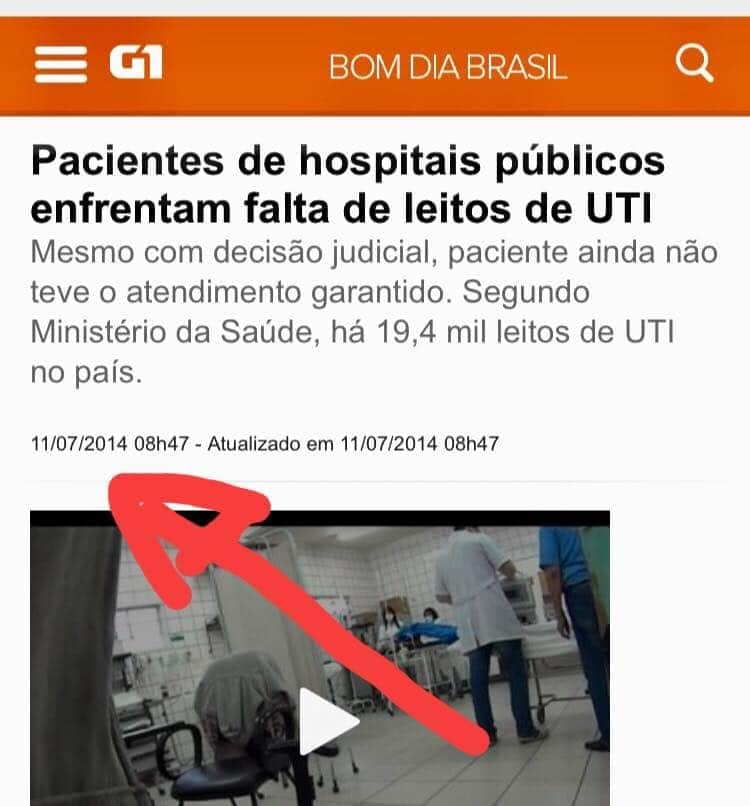 G1 BOM DIA BRASIL
Pacientes de hospitais públicos
enfrentam falta de leitos de UTI
Mesmo com decisão judicial, paciente ainda não
teve o atendimento garantido. Segundo
Ministério da Saúde, há 19,4 mil leitos de UTI
no país.
11/07/2014 08h47 - Atualizado em 11/07/2014 08h47